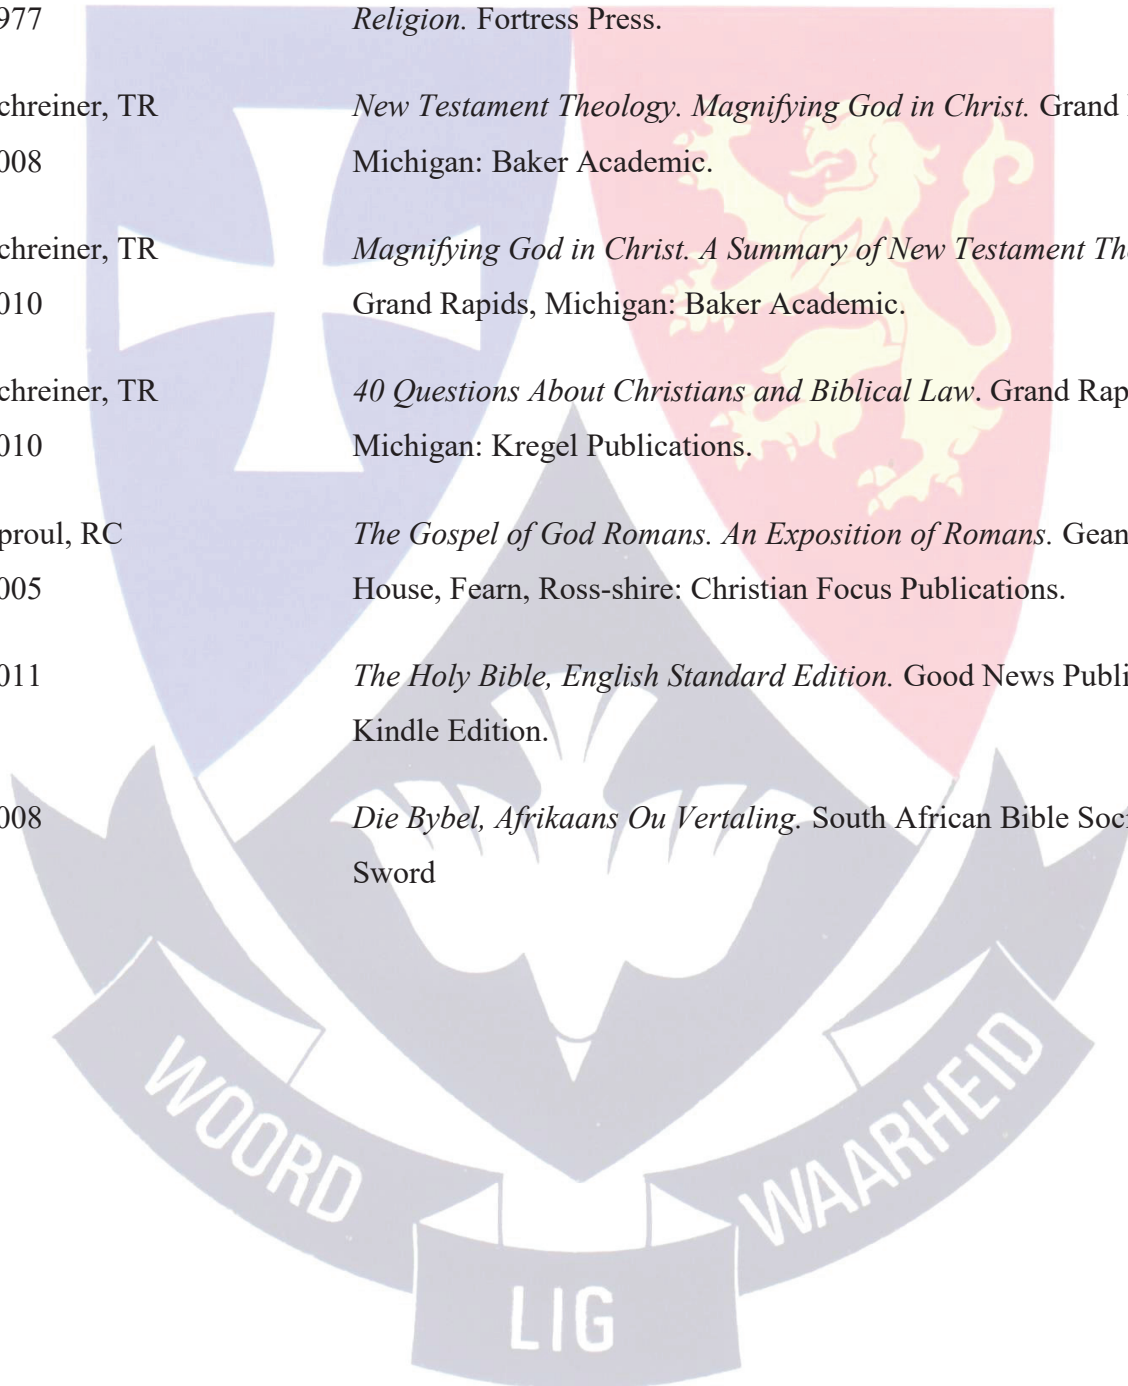 977 Religion. Fortress Press.
chreiner, TR New Testament Theology. Magnifying God in Christ. Grand
008 Michigan: Baker Academic.
chreiner, TR Magnifying God in Christ. A Summary of New Testament The
010 Grand Rapids, Michigan: Baker Academic.
chreiner, TR 40 Questions About Christians and Biblical Law. Grand Rap
010 Michigan: Kregel Publications.
proul, RC The Gospel of God Romans. An Exposition of Romans. Gean
005 House, Fearn, Ross-shire: Christian Focus Publications.
011 The Holy Bible, English Standard Edition. Good News Publi
Kindle Edition.
008 Die Bybel, Afrikaans Ou Vertaling. South African Bible Soci
Sword
WOORD
WAARHEID
LIG